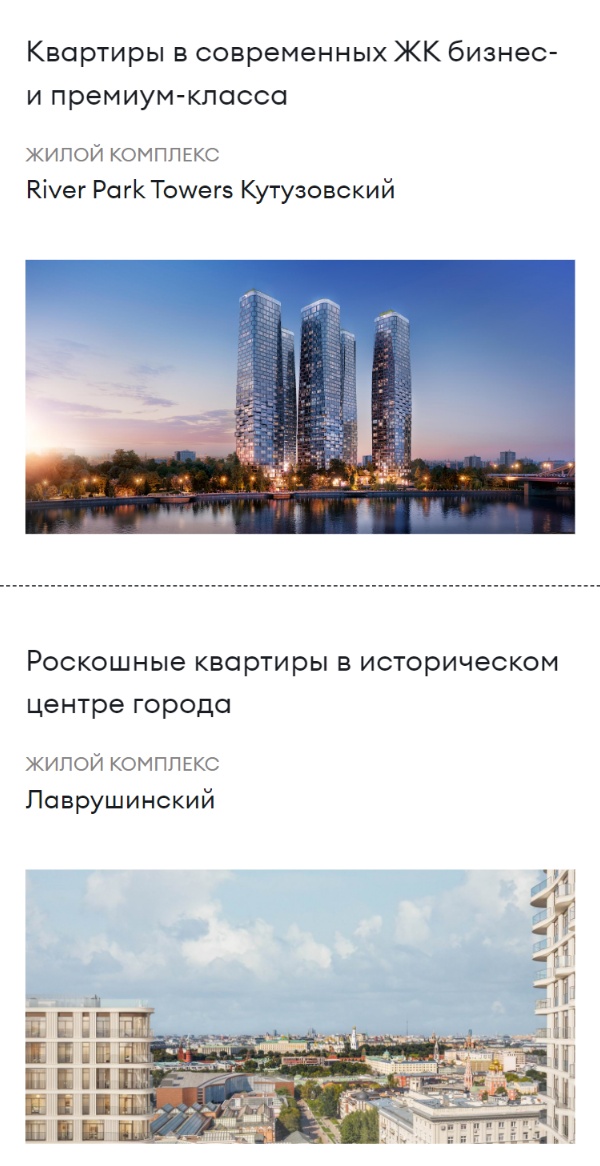 Квартиры в современных ЖК бизнес-
и премиум-класса
ЖИЛОЙ КОМПЛЕКС
River Park Towers Кутузовский
Роскошные квартиры в историческом
центре города
ЖИЛОЙ КОМПЛЕКС
Лаврушинский